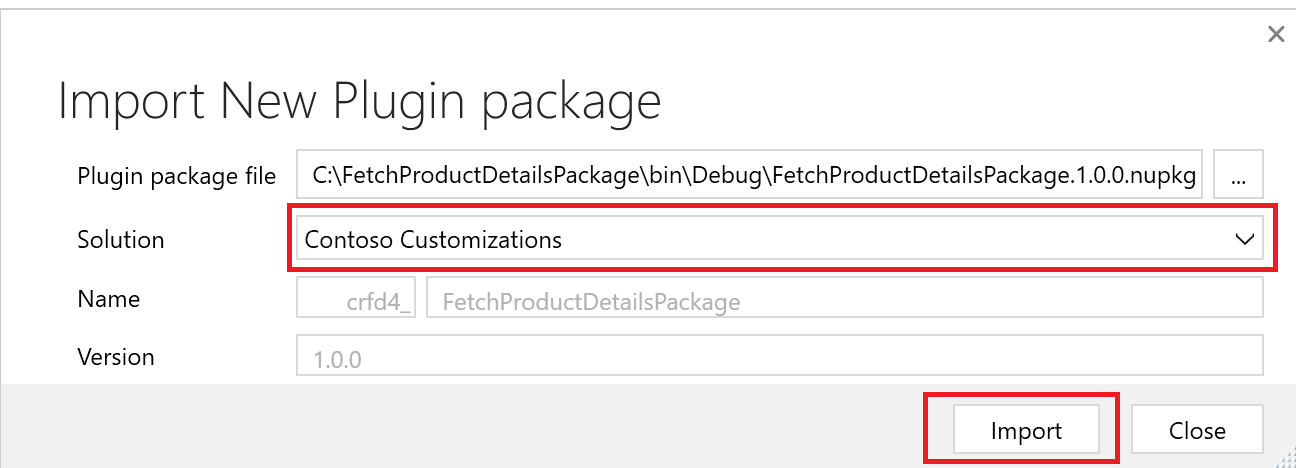 Import New Plugin package
Plugin package file C:\FetchProductDetailsPackage\bin\Debug\FetchProductDetailsPackage.1.0.0.nupkg ...
Solution Contoso Customizations
Name crfd4_ FetchProductDetailsPackage
Version 1.0.0
Import Close